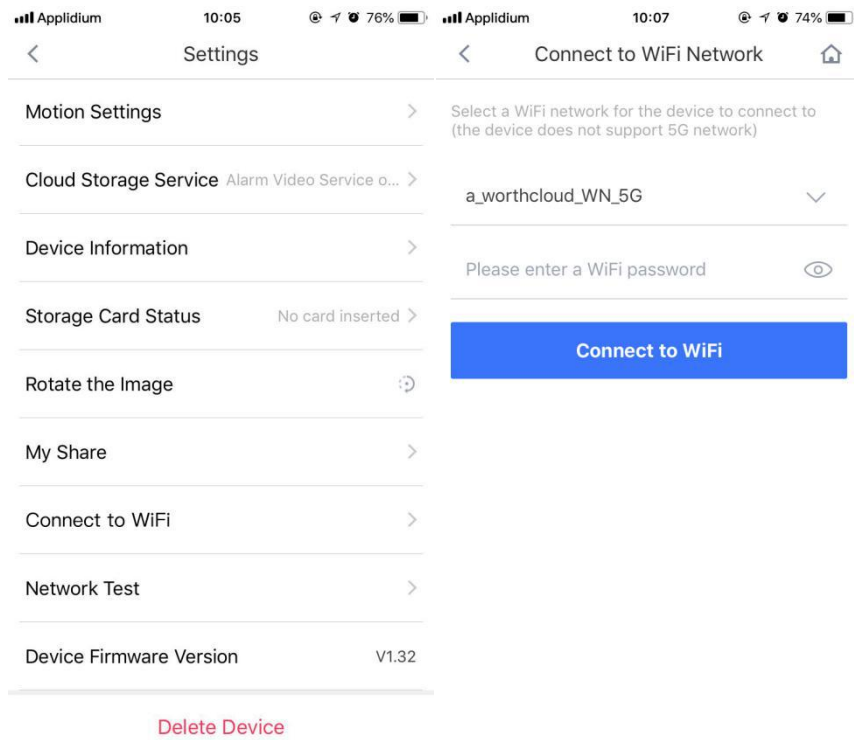 Applidium 10:05 76%
Settings
Motion Settings
Cloud Storage Service Alarm Video Service o...
Device Information
Storage Card Status No card inserted
Rotate the Image
My Share
Connect to WiFi
Network Test
Device Firmware Version V1.32
Delete Device
Applidium 10:07 74%
Connect to WiFi Network
Select a WiFi network for the device to connect to
(the device does not support 5G network)
a_worthcloud_WN_5G
Please enter a WiFi password
Connect to WiFi